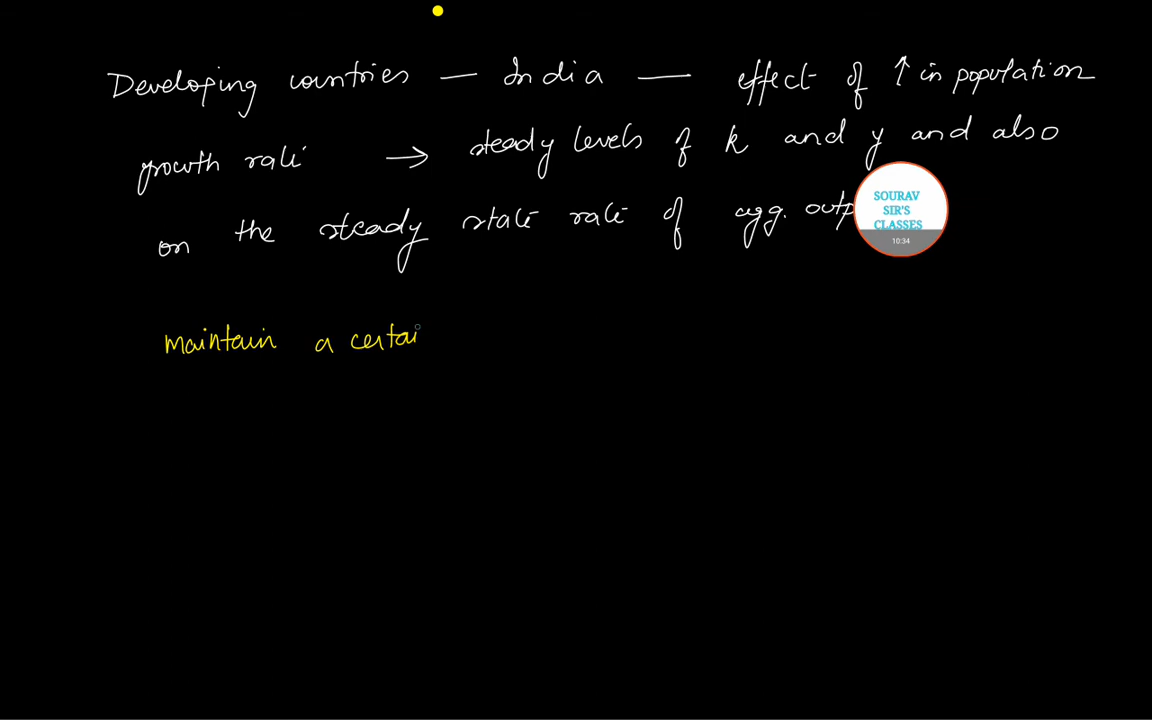 Developing countries — India — effect of ↑ in population
growth rate → steady levels of k and y and also
on the steady state rate of agg. outp
SOURAV
SIR'S
CLASSES
10:34
maintain a certai